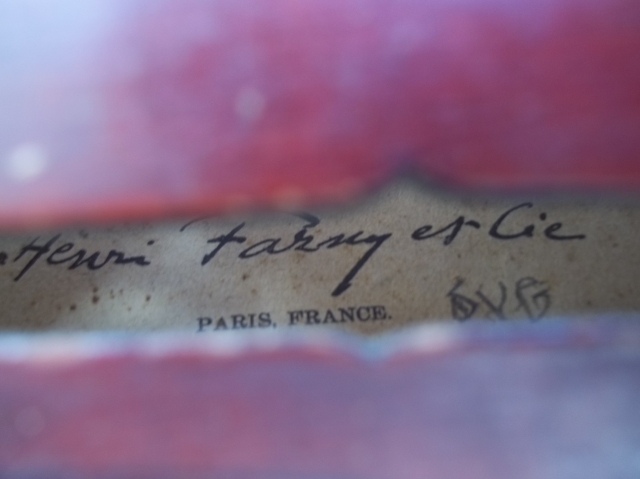 Henri Farny et Cie
PARIS, FRANCE.